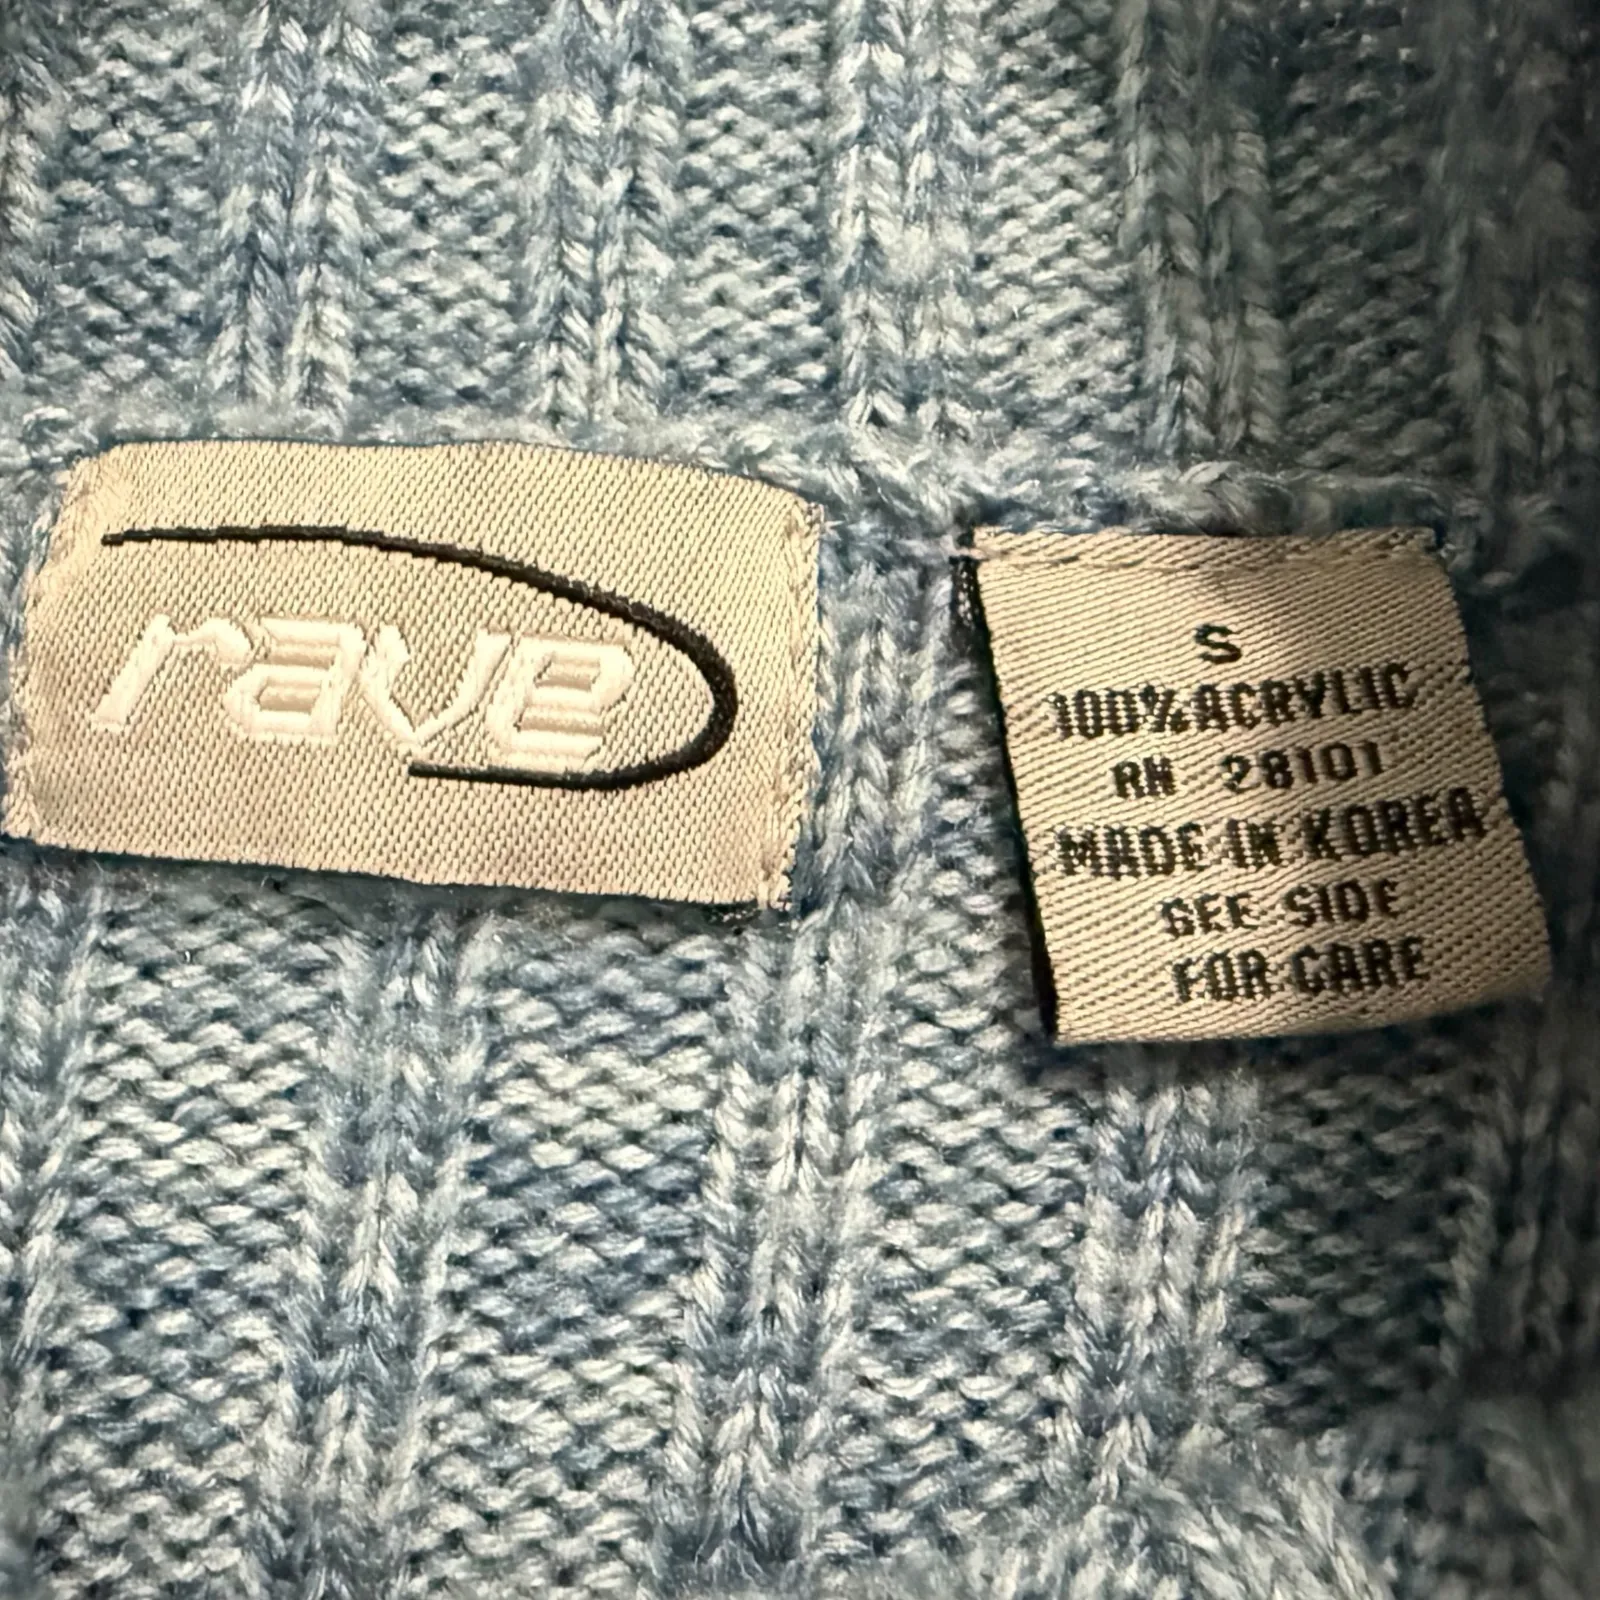 rave
S
100% ACRYLIC
RN 28101
MADE IN KOREA
SEE SIDE
FOR CARE